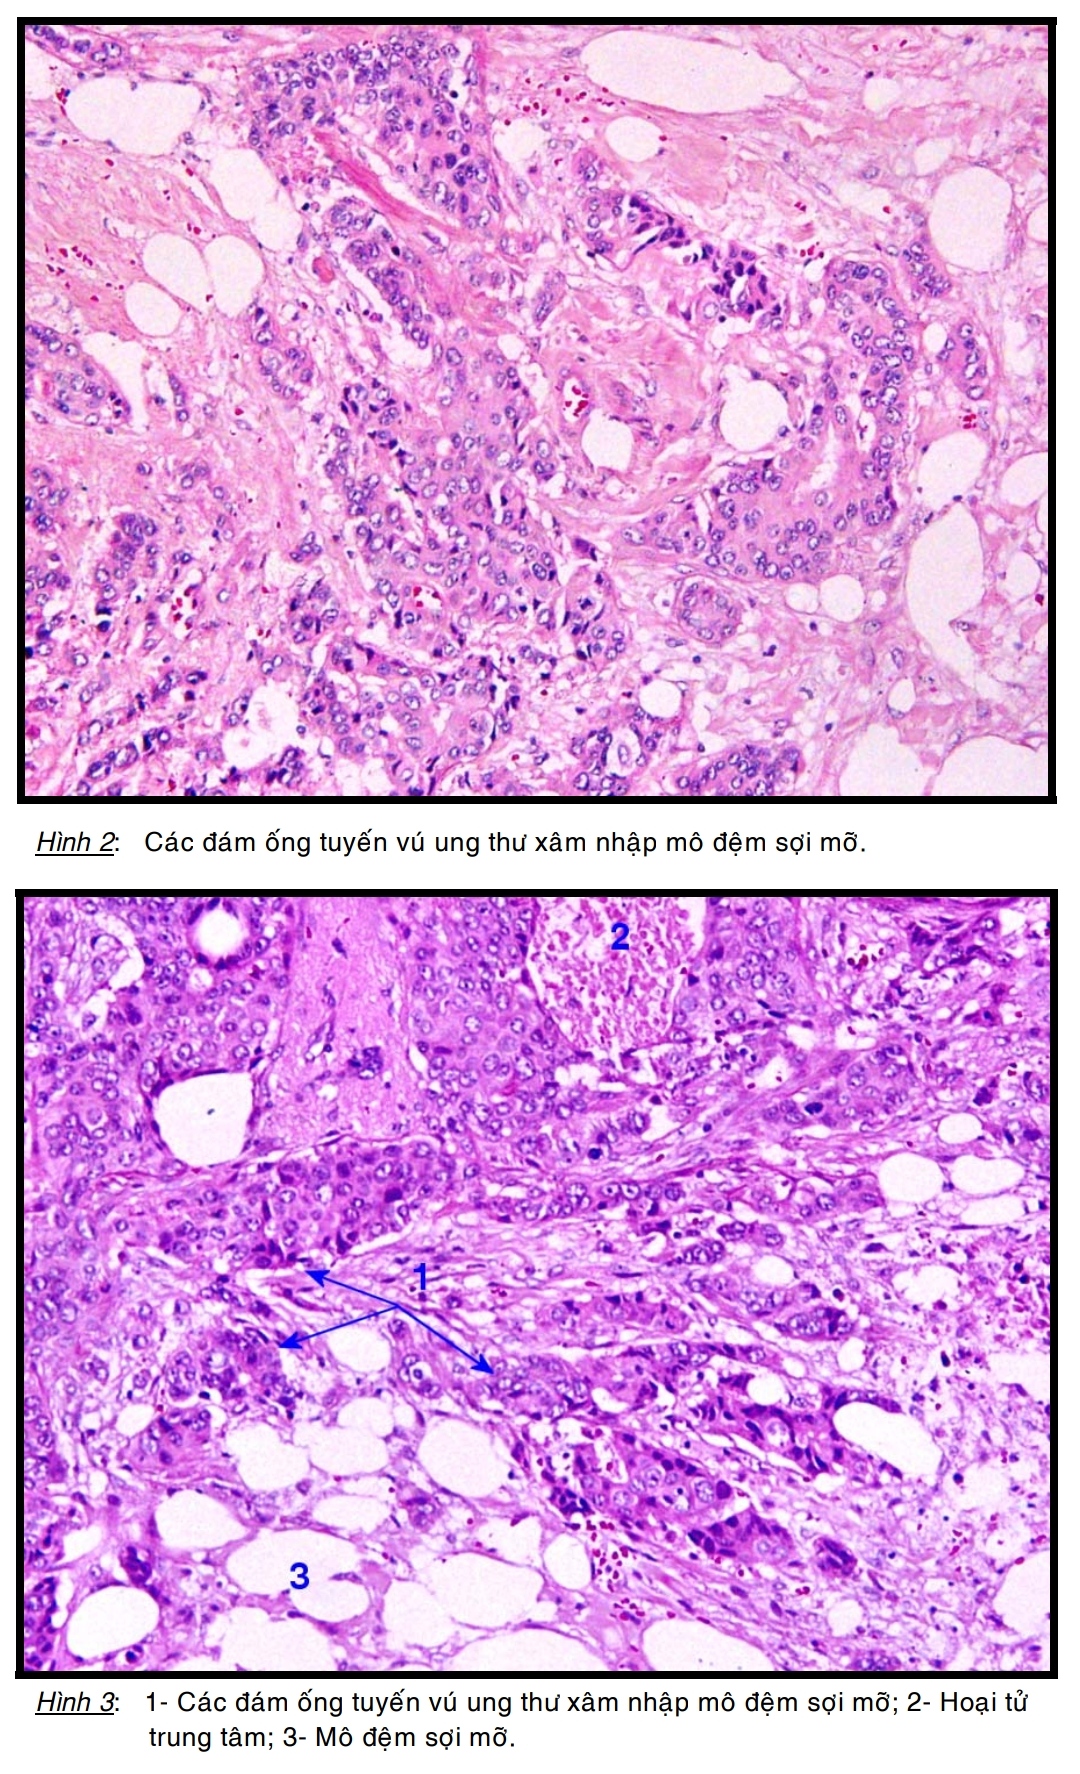 Hình 2: Các đám ống tuyến vú ung thư xâm nhập mô đệm sợi mỡ.
2
1
3
Hình 3: 1- Các đám ống tuyến vú ung thư xâm nhập mô đệm sợi mỡ; 2- Hoại tử
trung tâm; 3- Mô đệm sợi mỡ.